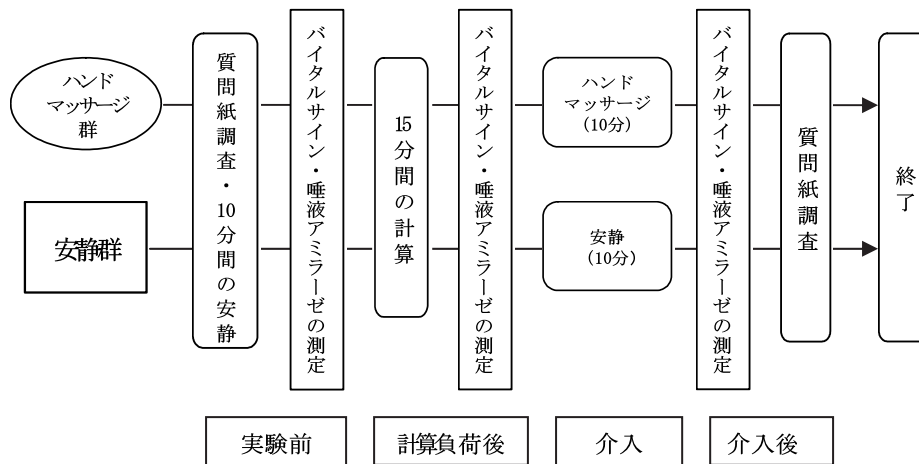 ハンド
マッサージ
群
安静群
質問紙調査・10分間の安静
バイタルサイン・唾液アミラーゼの測定
15分間の計算
バイタルサイン・唾液アミラーゼの測定
ハンド
マッサージ
（10分）
安静
（10分）
バイタルサイン・唾液アミラーゼの測定
質問紙調査
終了
実験前
計算負荷後
介入
介入後